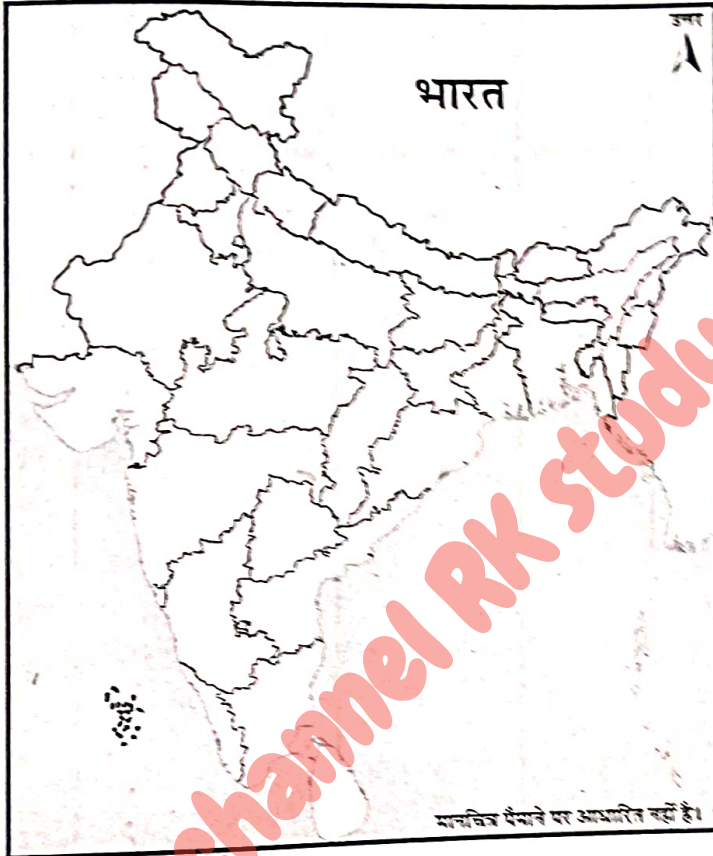 उत्तर
भारत
channel RK study
मानचित्र पैमाने पर आधारित नहीं है।